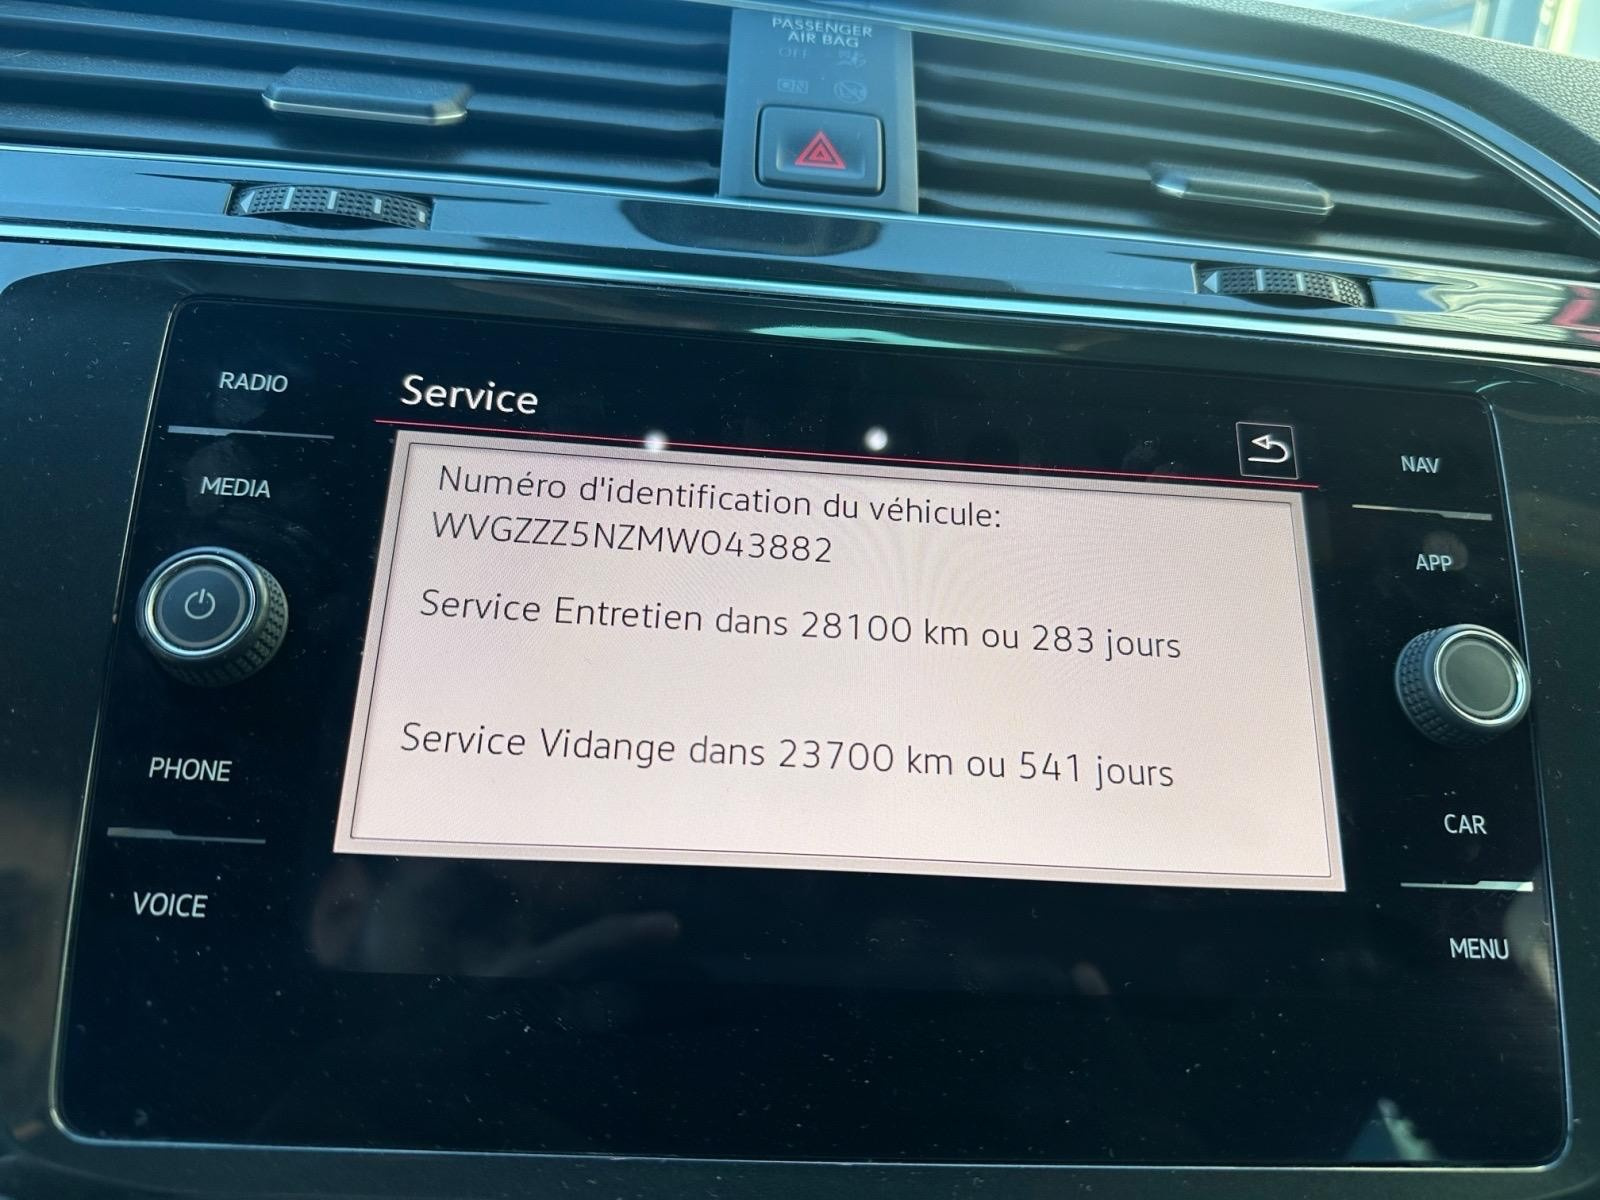 PASSENGER
AIR BAG
OFF
ON
RADIO
Service
MEDIA
NAV
Numéro d'identification du véhicule:
WVGZZZ5NZMW043882
APP
Service Entretien dans 28100 km ou 283 jours
PHONE
Service Vidange dans 23700 km ou 541 jours
CAR
VOICE
MENU